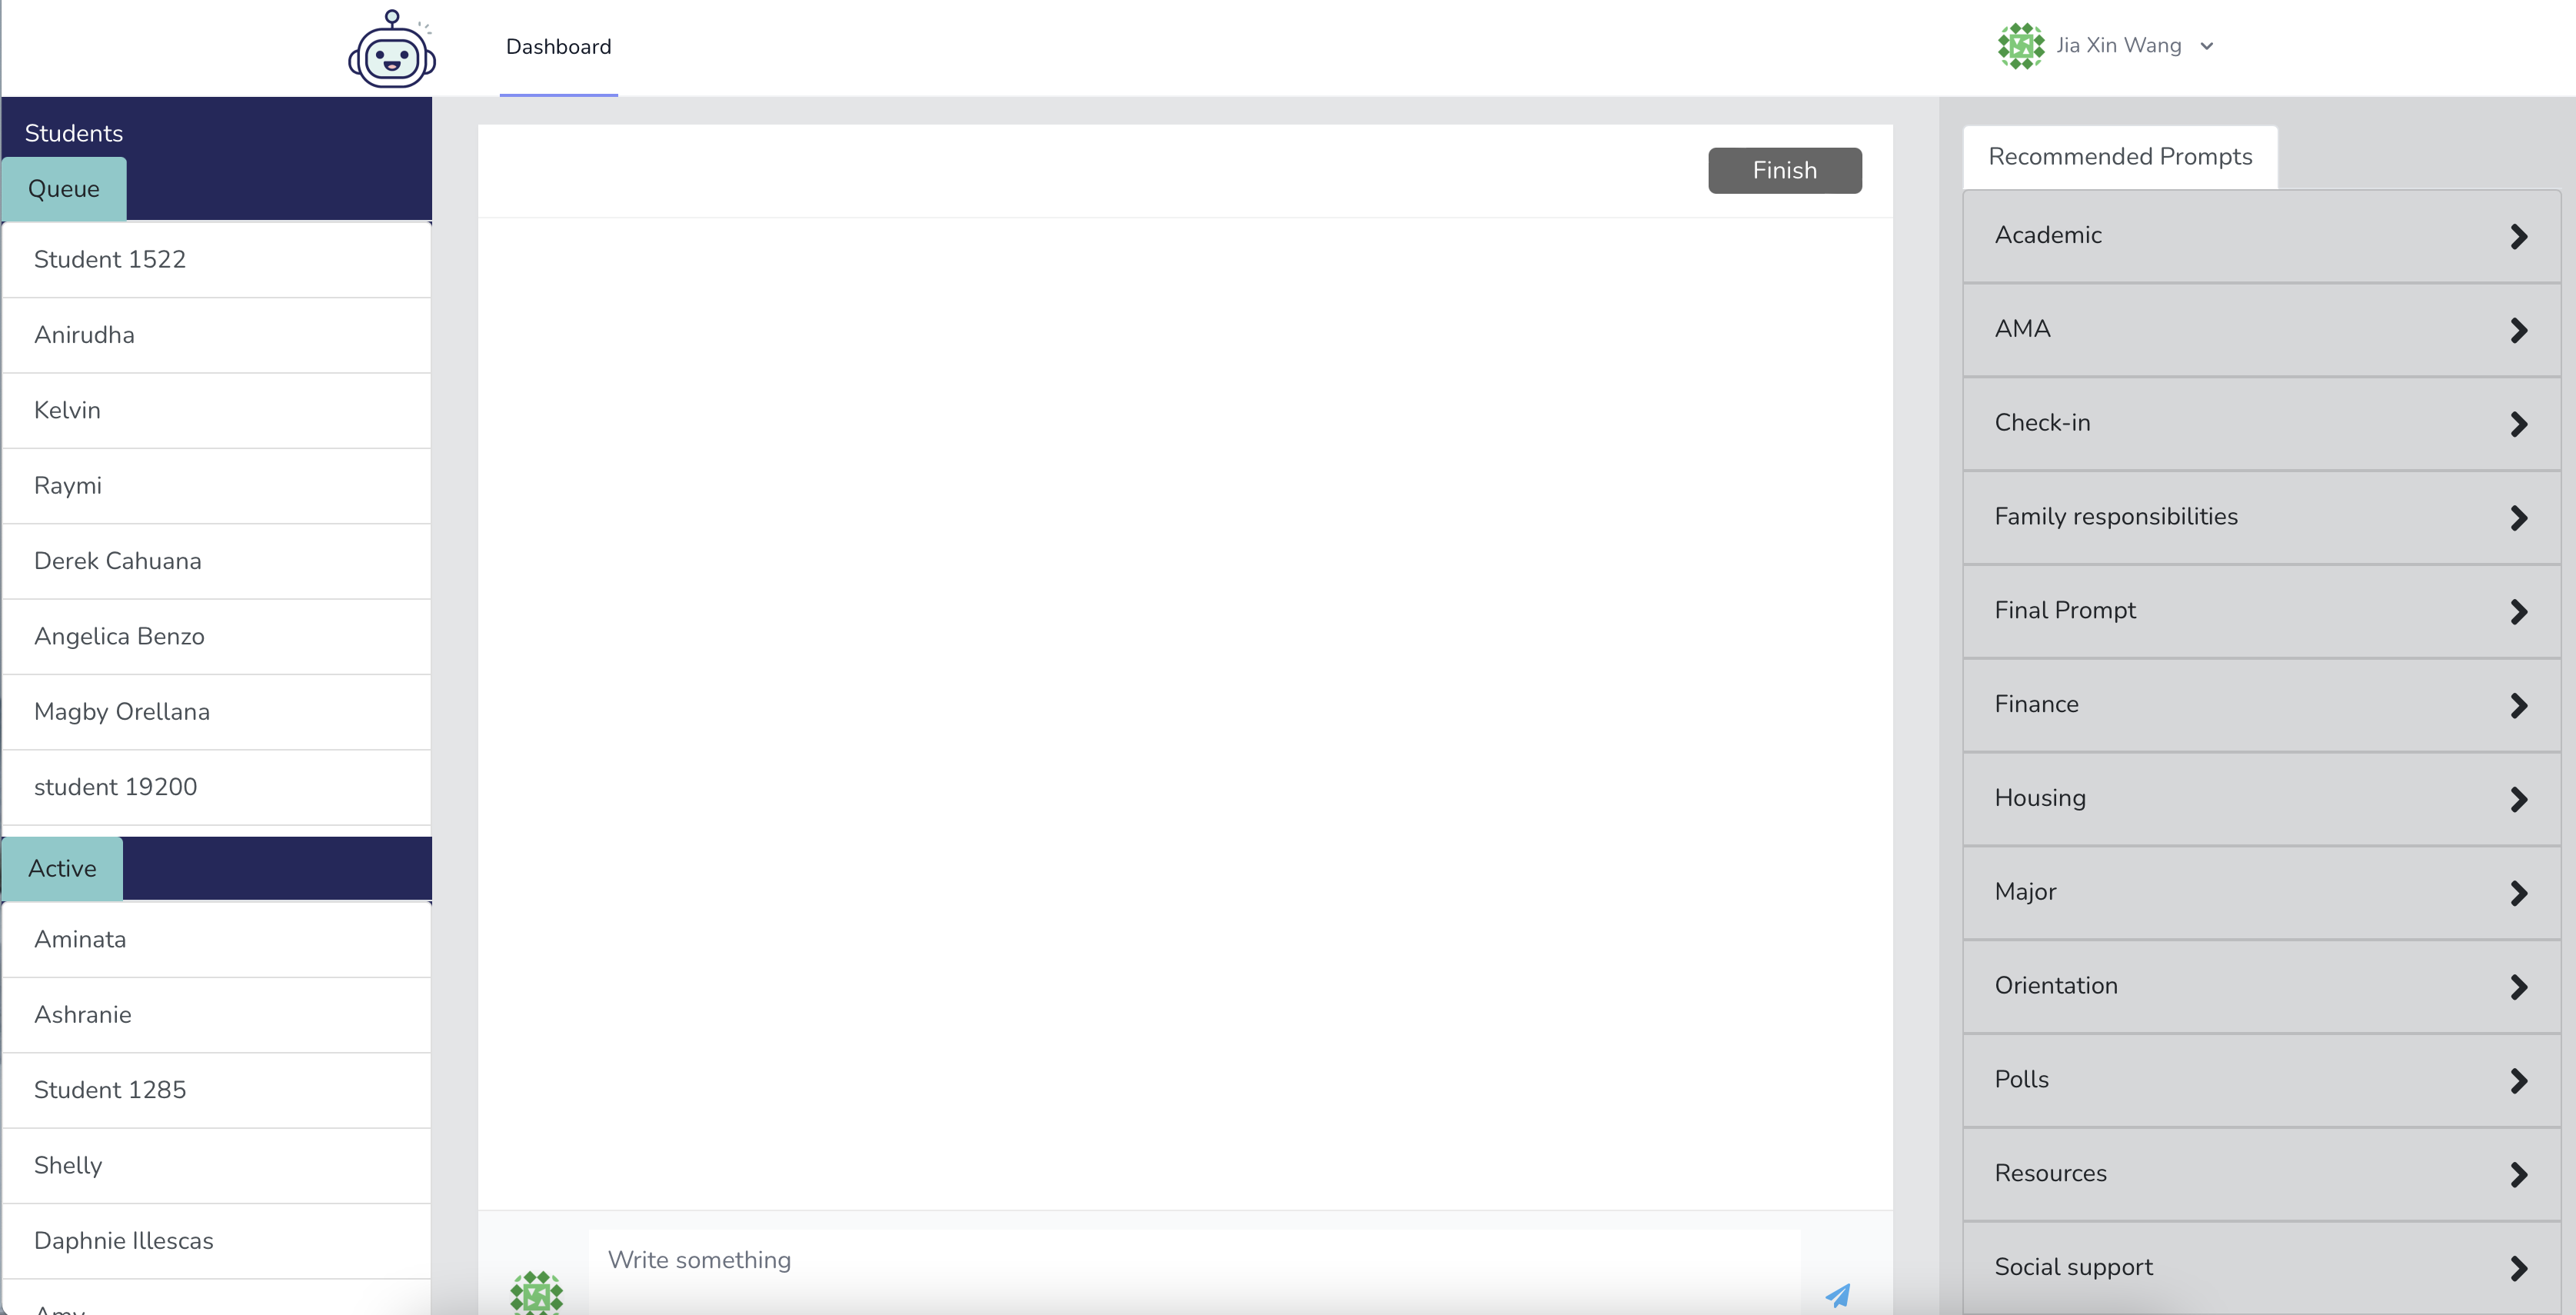 Dashboard
Jia Xin Wang
Students
Queue
Student 1522
Anirudha
Kelvin
Raymi
Derek Cahuana
Angelica Benzo
Magby Orellana
student 19200
Active
Aminata
Ashranie
Student 1285
Shelly
Daphnie Illescas
Amy
Finish
Write something
Recommended Prompts
Academic
AMA
Check-in
Family responsibilities
Final Prompt
Finance
Housing
Major
Orientation
Polls
Resources
Social support